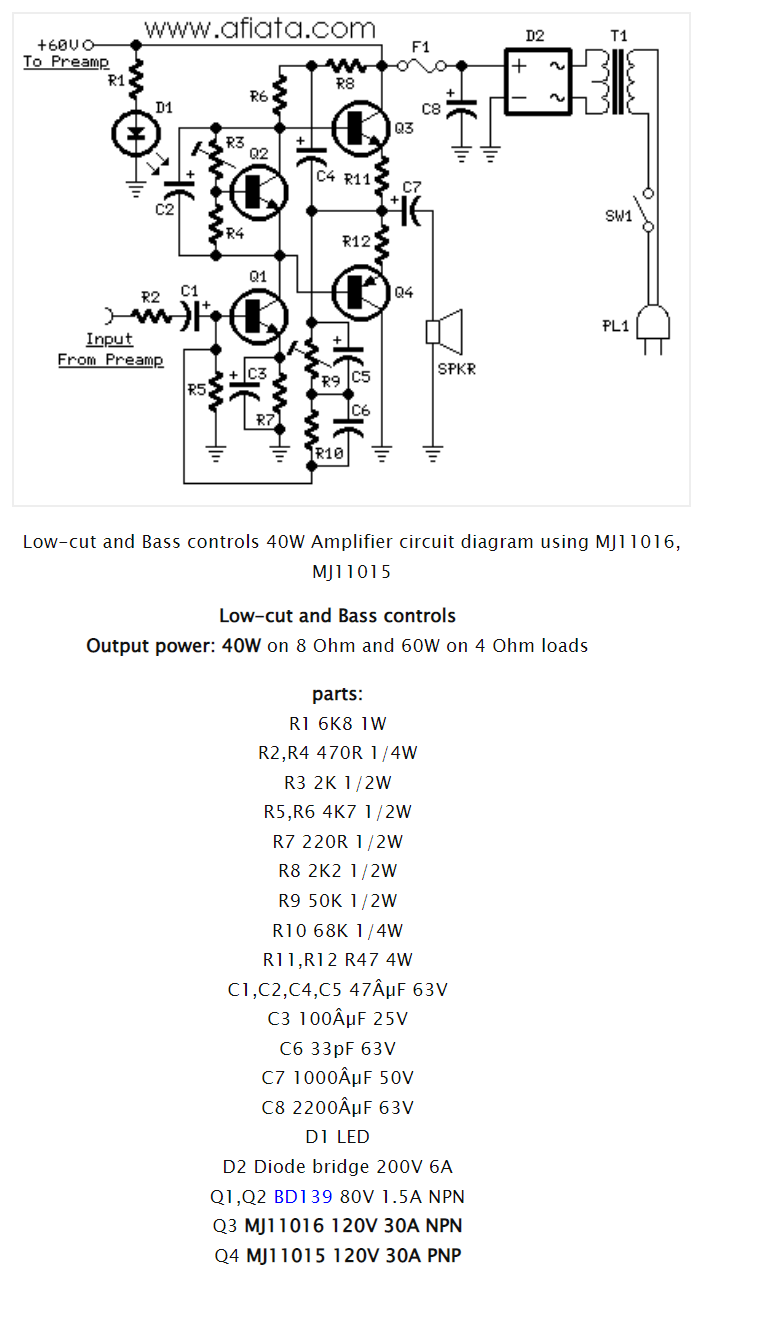 www.afiata.com
+60V
To Preamp
R1
D1
R6
R8
F1
D2
T1
C8
Q3
R3
Q2
C4
R11
C7
C2
R4
R12
SW1
Q1
Q4
R2
C1
Input
From Preamp
PL1
SPKR
R5
C3
R7
R9
C5
C6
R10
Low-cut and Bass controls 40W Amplifier circuit diagram using MJ11016,
MJ11015
Low-cut and Bass controls
Output power: 40W on 8 Ohm and 60W on 4 Ohm loads
parts:
R1 6K8 1W
R2,R4 470R 1/4W
R3 2K 1/2W
R5,R6 4K7 1/2W
R7 220R 1/2W
R8 2K2 1/2W
R9 50K 1/2W
R10 68K 1/4W
R11,R12 R47 4W
C1,C2,C4,C5 47ÂµF 63V
C3 100ÂµF 25V
C6 33pF 63V
C7 1000ÂµF 50V
C8 2200ÂµF 63V
D1 LED
D2 Diode bridge 200V 6A
Q1,Q2 BD139 80V 1.5A NPN
Q3 MJ11016 120V 30A NPN
Q4 MJ11015 120V 30A PNP